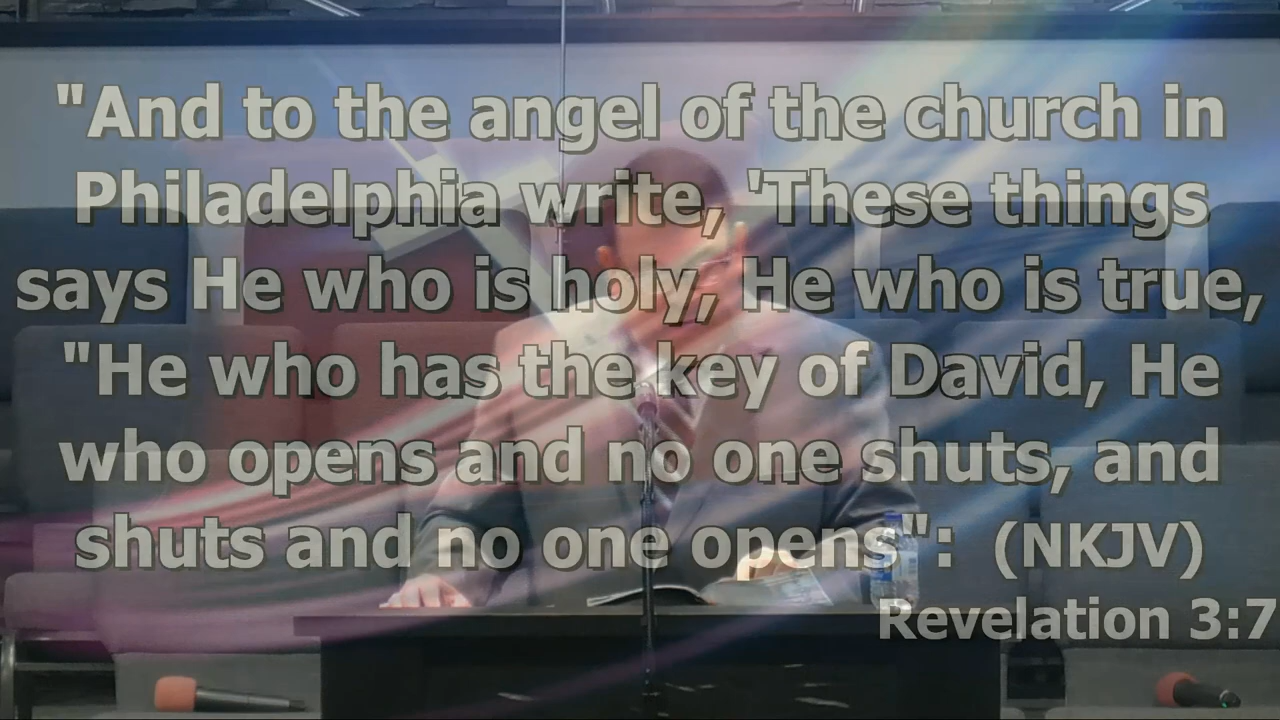 "And to the angel of the church in
Philadelphia write, 'These things
says He who is holy, He who is true,
"He who has the key of David, He
who opens and no one shuts, and
shuts and no one opens":  (NKJV)
Revelation 3:7